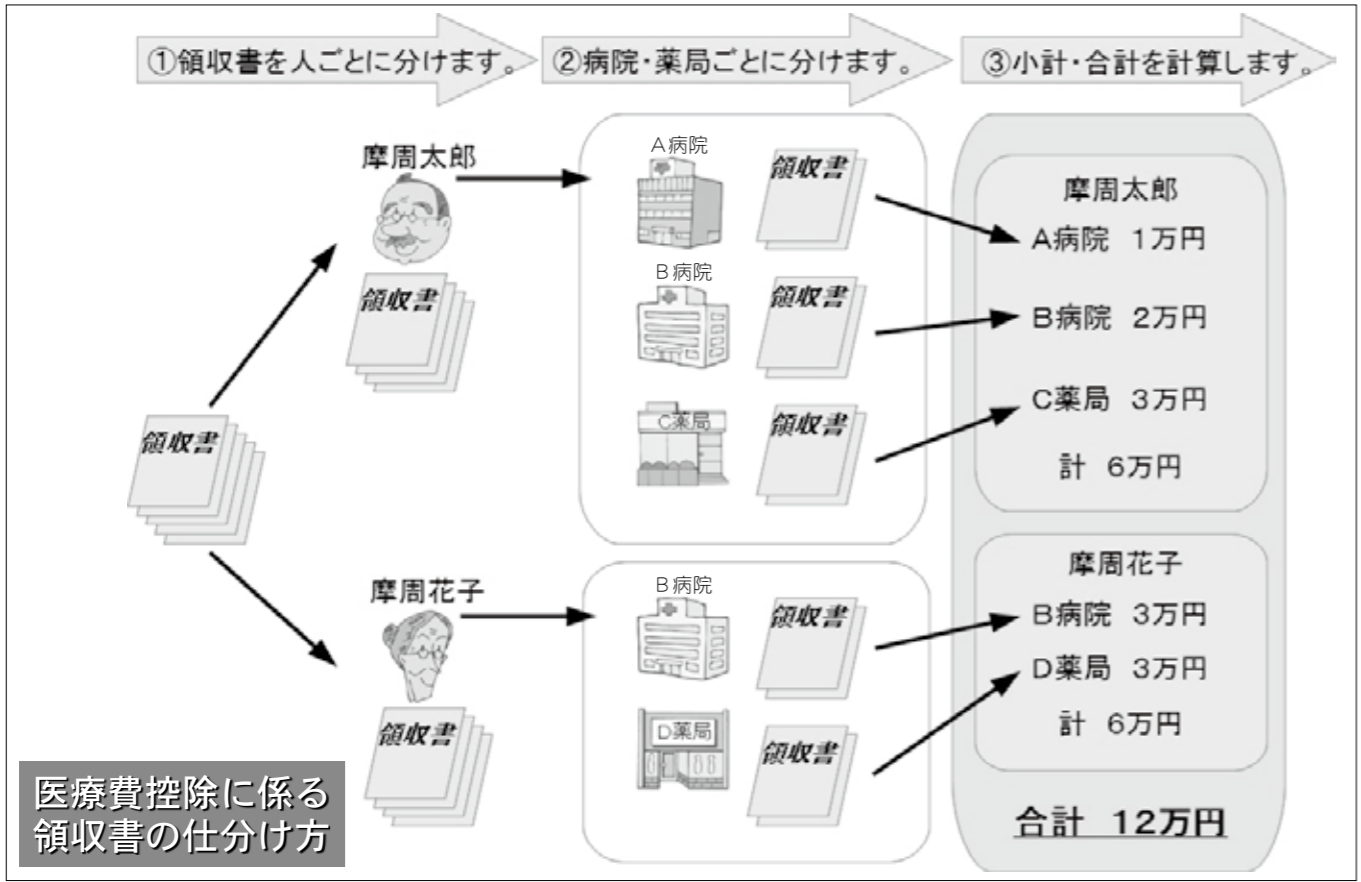 ①領収書を人ごとに分けます。
②病院・薬局ごとに分けます。
③小計・合計を計算します。
領収書
摩周太郎
領収書
A病院
領収書
B病院
領収書
C薬局
領収書
摩周花子
領収書
B病院
領収書
D薬局
領収書
摩周太郎
A病院 1万円
B病院 2万円
C薬局 3万円
計 6万円
摩周花子
B病院 3万円
D薬局 3万円
計 6万円
合計 12万円
医療費控除に係る
領収書の仕分け方